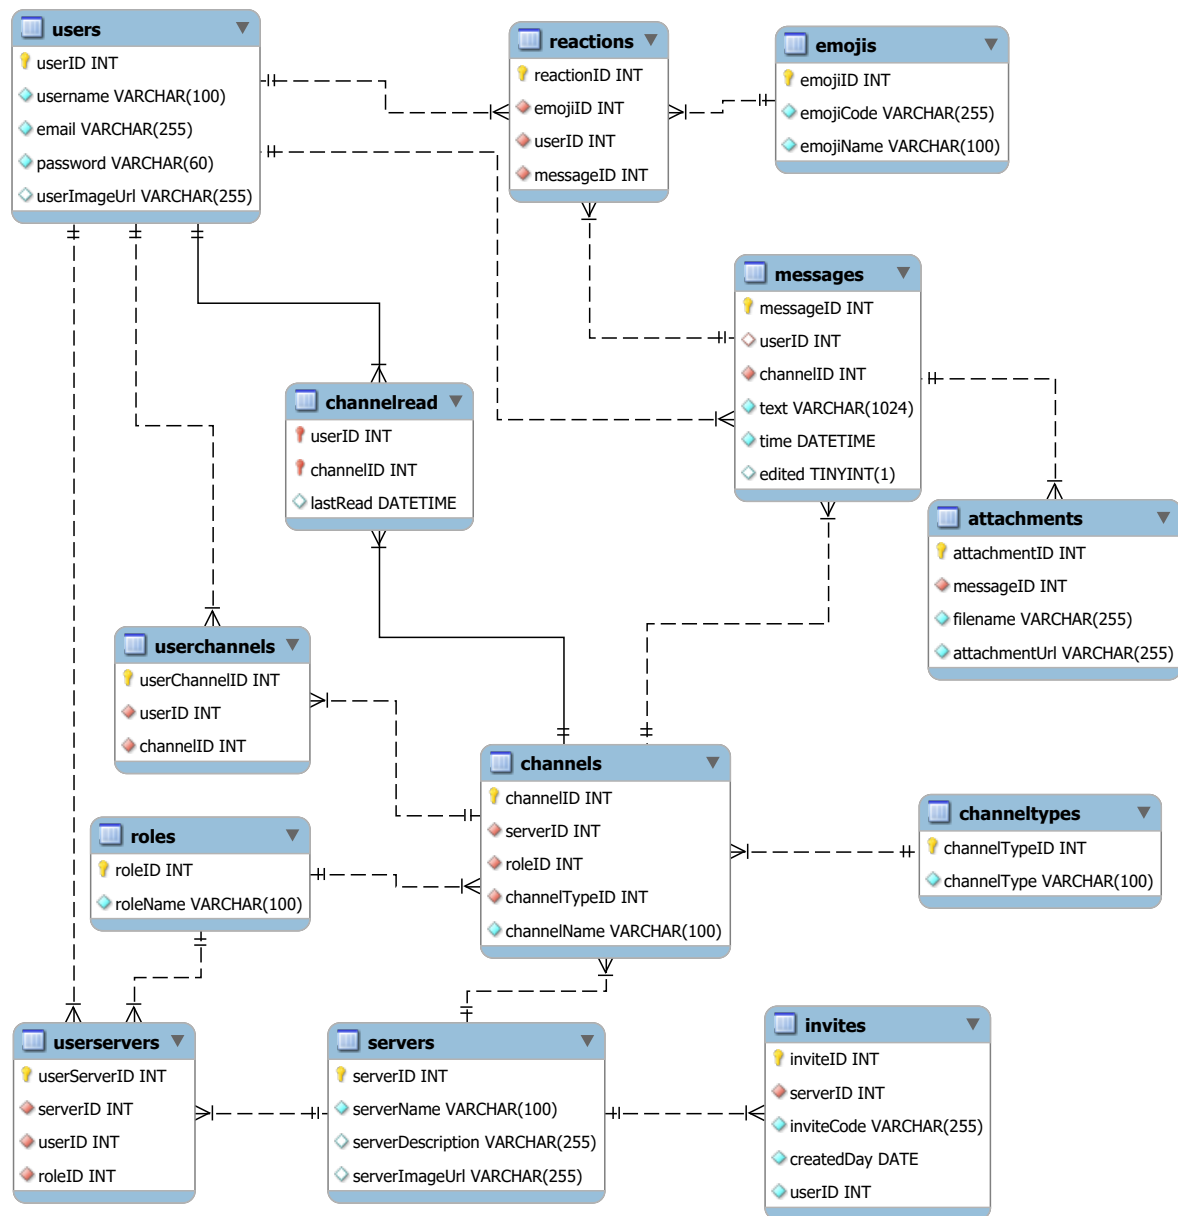 users
userID INT
username VARCHAR(100)
email VARCHAR(255)
password VARCHAR(60)
userImageUrl VARCHAR(255)
reactions
reactionID INT
emojiID INT
userID INT
messageID INT
emojis
emojiID INT
emojiCode VARCHAR(255)
emojiName VARCHAR(100)
messages
messageID INT
userID INT
channelID INT
text VARCHAR(1024)
time DATETIME
edited TINYINT(1)
channelread
userID INT
channelID INT
lastRead DATETIME
attachments
attachmentID INT
messageID INT
filename VARCHAR(255)
attachmentUrl VARCHAR(255)
userchannels
userChannelID INT
userID INT
channelID INT
channels
channelID INT
serverID INT
roleID INT
channelTypeID INT
channelName VARCHAR(100)
channeltypes
channelTypeID INT
channelType VARCHAR(100)
roles
roleID INT
roleName VARCHAR(100)
userservers
userServerID INT
serverID INT
userID INT
roleID INT
servers
serverID INT
serverName VARCHAR(100)
serverDescription VARCHAR(255)
serverImageUrl VARCHAR(255)
invites
inviteID INT
serverID INT
inviteCode VARCHAR(255)
createdDay DATE
userID INT